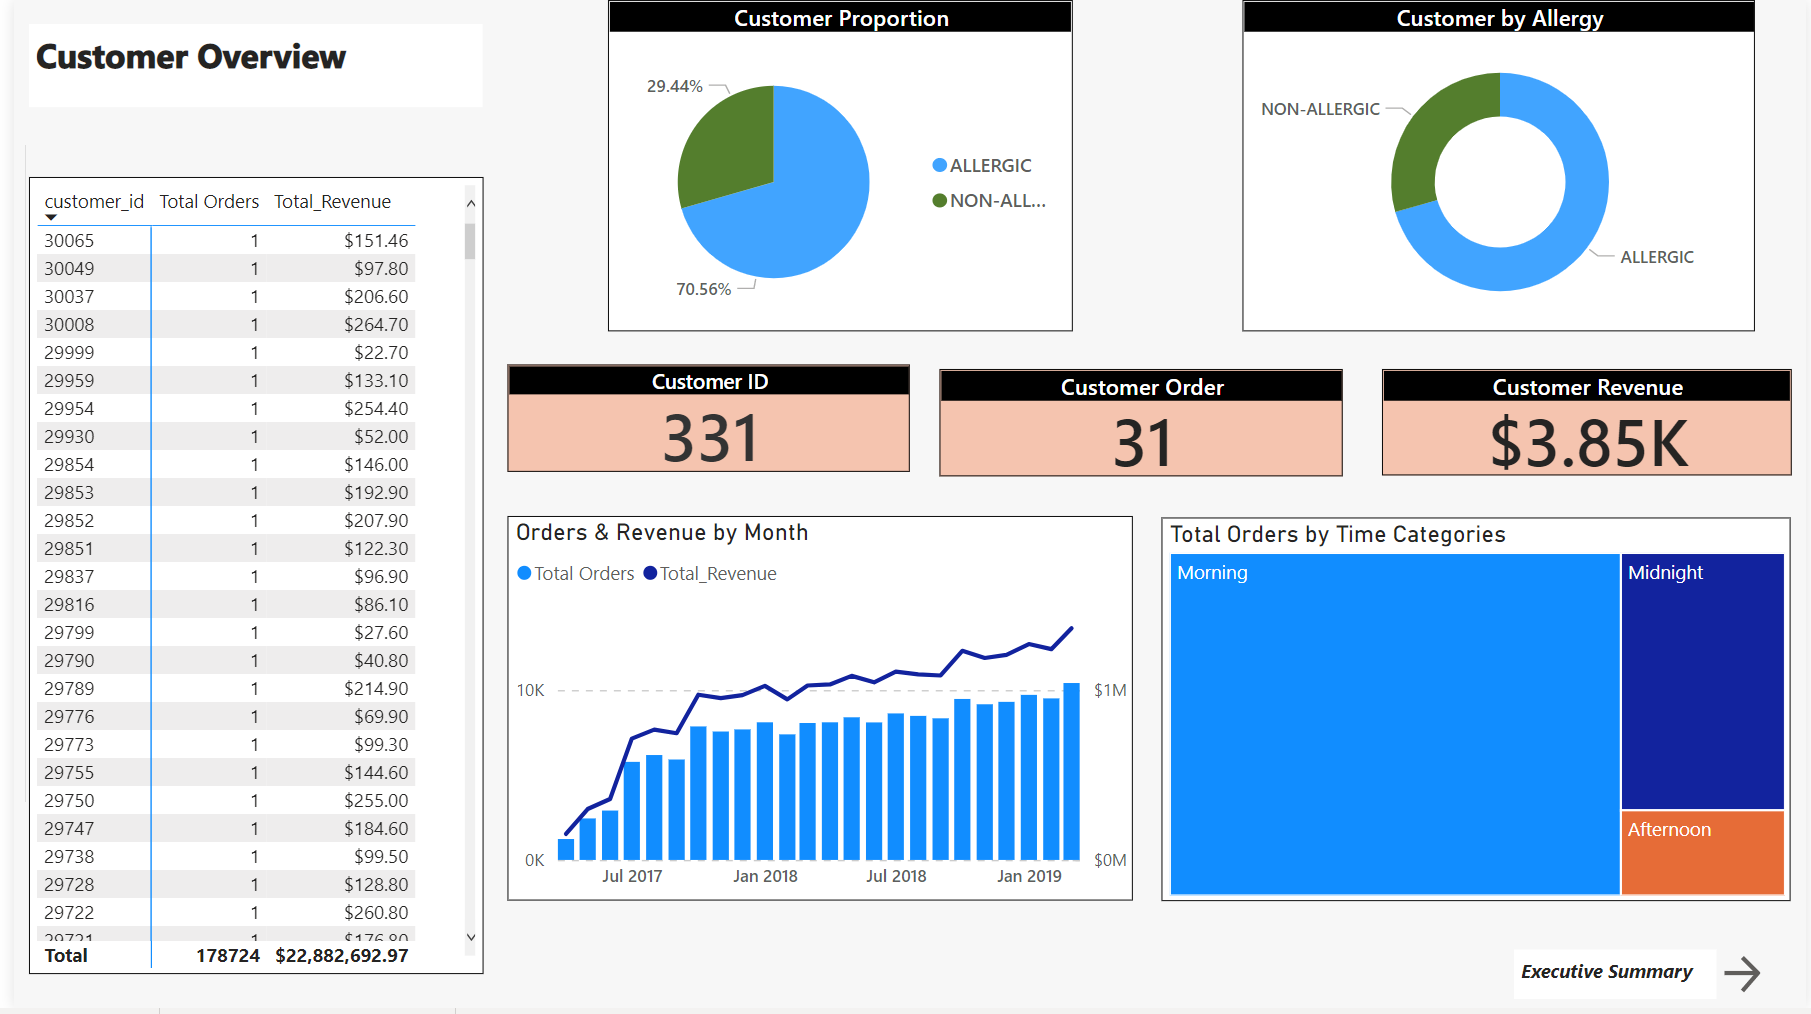 Customer Overview
customer_id Total Orders Total_Revenue
30065 1 $151.46
30049 1 $97.80
30037 1 $206.60
30008 1 $264.70
29999 1 $22.70
29959 1 $133.10
29954 1 $254.40
29930 1 $52.00
29854 1 $146.00
29853 1 $192.90
29852 1 $207.90
29851 1 $122.30
29837 1 $96.90
29816 1 $86.10
29799 1 $27.60
29790 1 $40.80
29789 1 $214.90
29776 1 $69.90
29773 1 $99.30
29755 1 $144.60
29750 1 $255.00
29747 1 $184.60
29738 1 $99.50
29728 1 $128.80
29722 1 $260.80
29721 1 $176.80
Total 178724 $22,882,692.97
Customer Proportion
29.44%
70.56%
ALLERGIC
NON-ALL...
Customer by Allergy
NON-ALLERGIC
ALLERGIC
Customer ID
331
Customer Order
31
Customer Revenue
$3.85K
Orders & Revenue by Month
Total Orders Total_Revenue
10K $1M
0K $0M
Jul 2017 Jan 2018 Jul 2018 Jan 2019
Total Orders by Time Categories
Morning
Midnight
Afternoon
Executive Summary